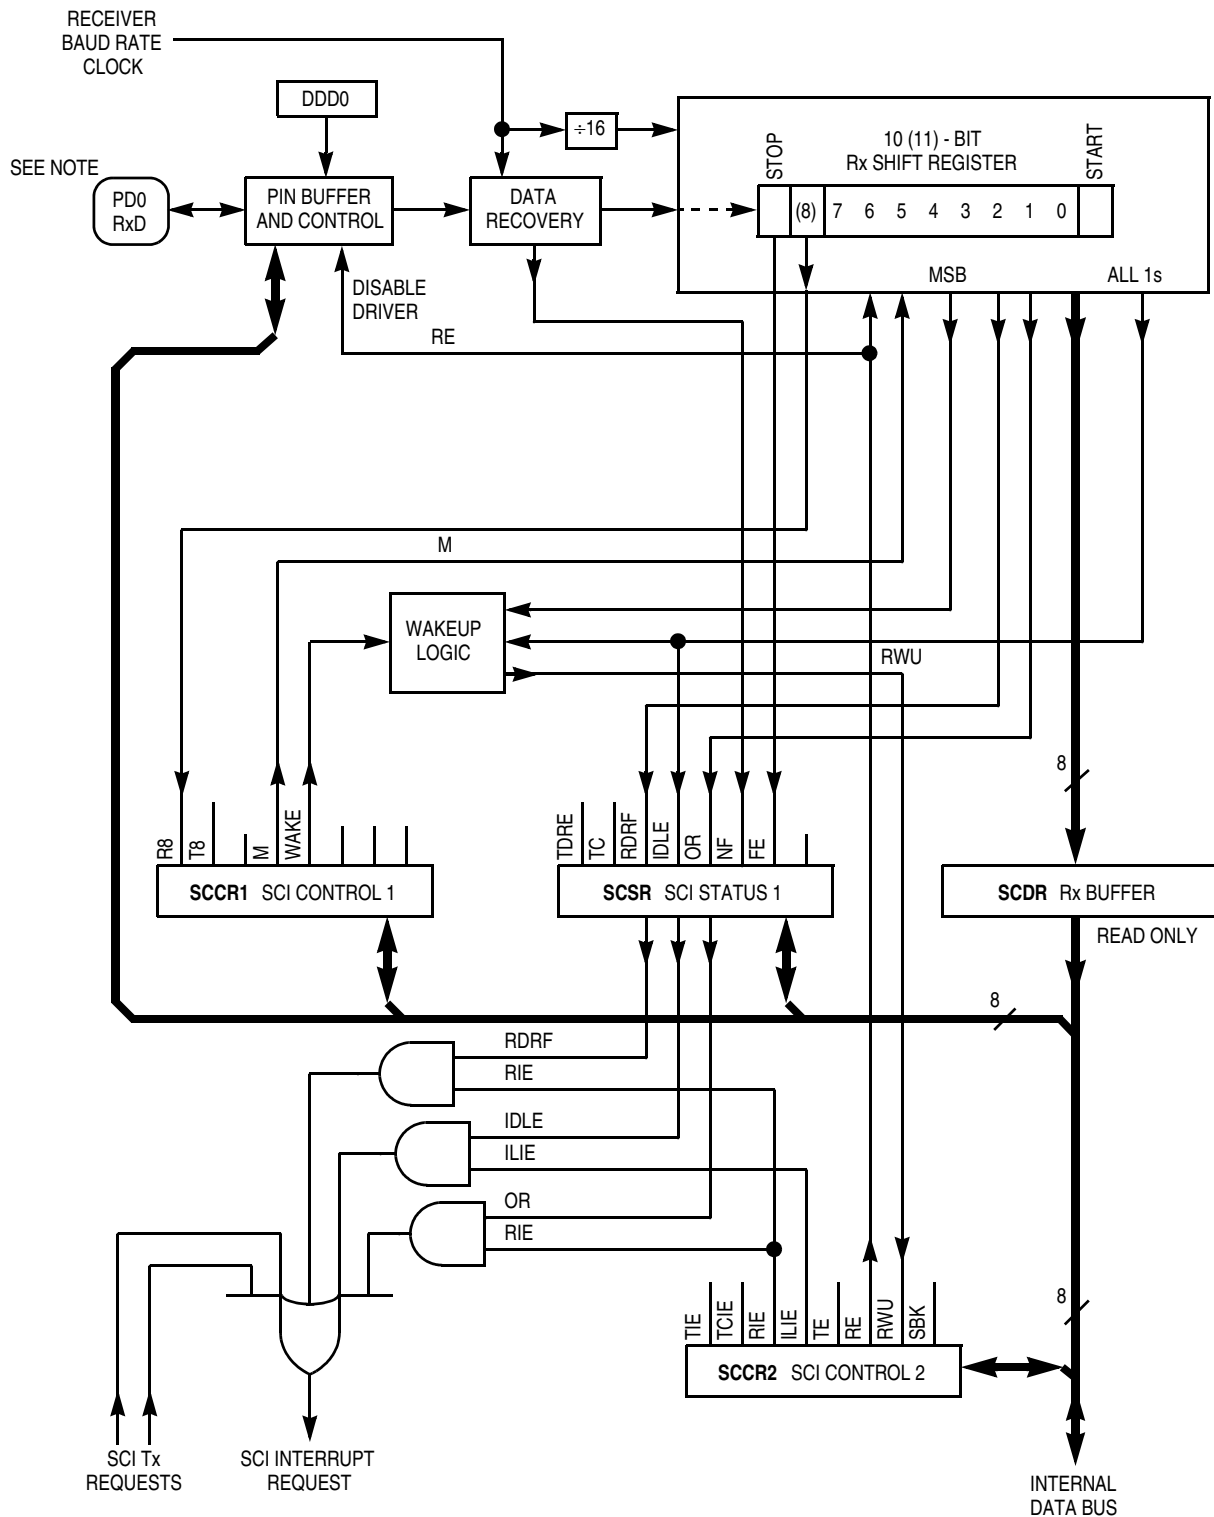 RECEIVER
BAUD RATE
CLOCK
DDD0
÷16
10 (11) - BIT
Rx SHIFT REGISTER
STOP
START
SEE NOTE
PD0
RxD
PIN BUFFER
AND CONTROL
DATA
RECOVERY
(8) 7 6 5 4 3 2 1 0
MSB
ALL 1s
DISABLE
DRIVER
RE
M
WAKEUP
LOGIC
RWU
8
R8
T8
M
WAKE
TDRE
TC
RDRF
IDLE
OR
NF
FE
SCCR1 SCI CONTROL 1
SCSR SCI STATUS 1
SCDR Rx BUFFER
READ ONLY
8
RDRF
RIE
IDLE
ILIE
OR
RIE
8
TIE
TCIE
RIE
ILIE
TE
RE
RWU
SBK
SCCR2 SCI CONTROL 2
SCI Tx
REQUESTS
SCI INTERRUPT
REQUEST
INTERNAL
DATA BUS